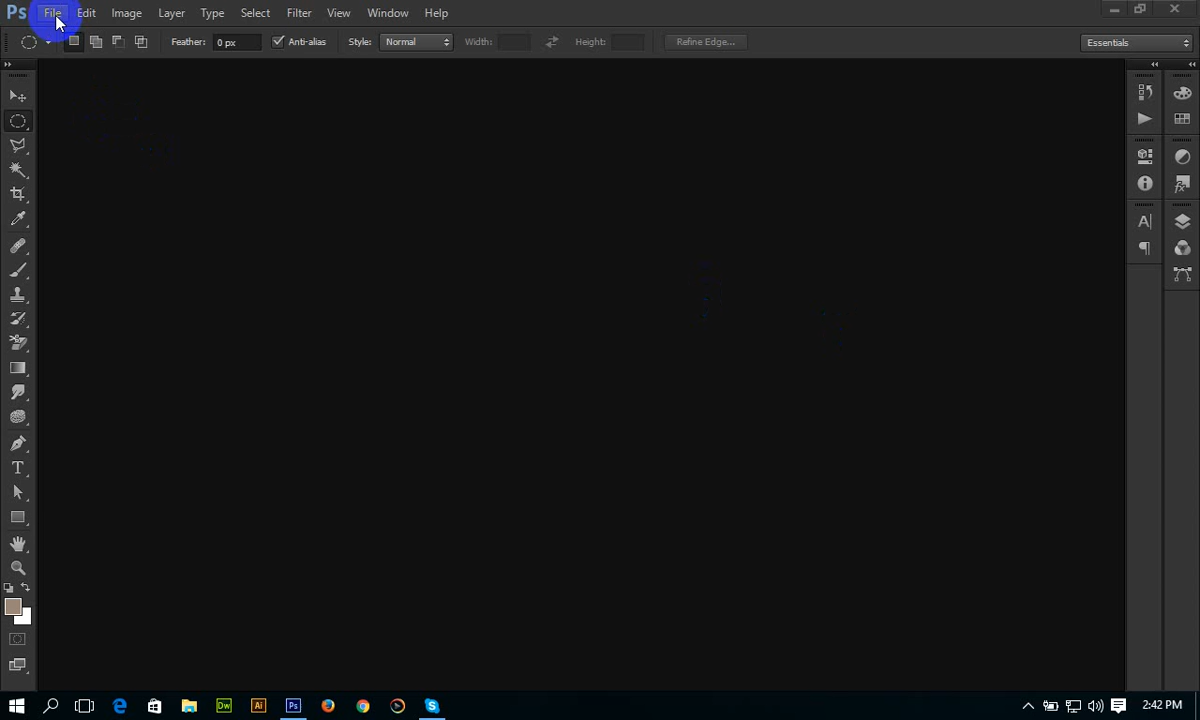 Ps File Edit Image Layer Type Select Filter View Window Help
Feather: 0 px Anti-alias Style: Normal Width: Height: Refine Edge... Essentials
A
T
Dw Ai Ps 2:42 PM